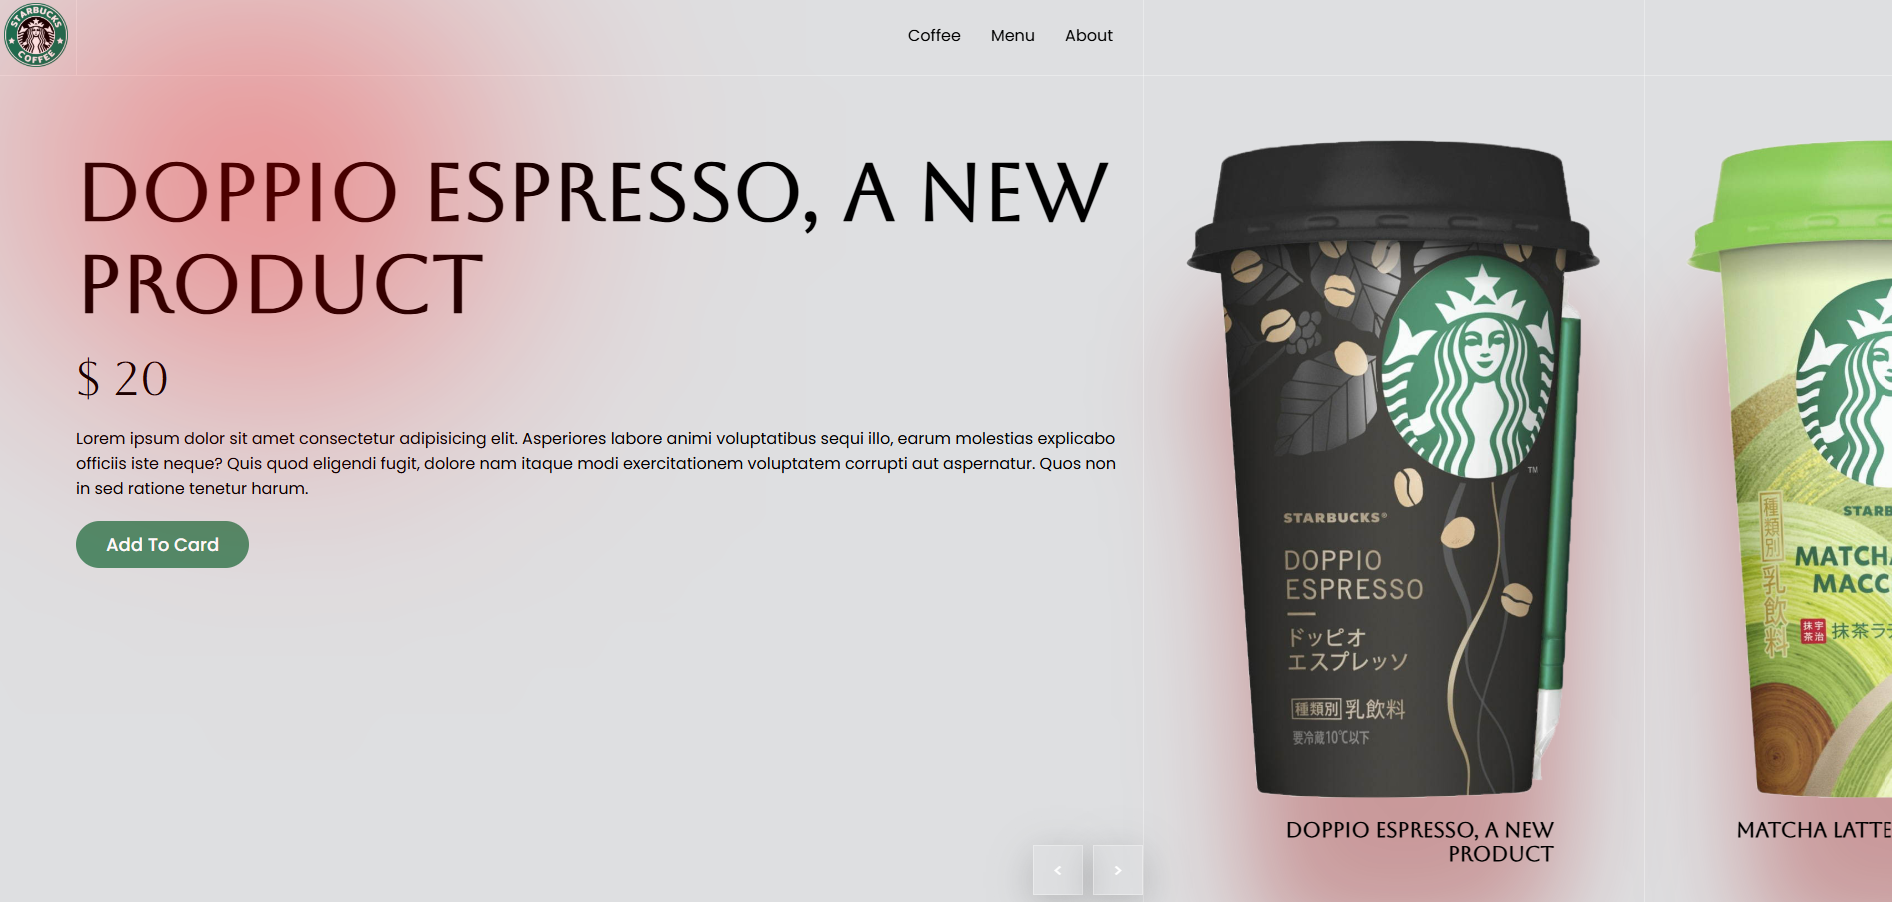 STARBUCKS
COFFEE
Coffee
Menu
About
DOPPIO ESPRESSO, A NEW
PRODUCT
$ 20
Lorem ipsum dolor sit amet consectetur adipisicing elit. Asperiores labore animi voluptatibus sequi illo, earum molestias explicabo
officiis iste neque? Quis quod eligendi fugit, dolore nam itaque modi exercitationem voluptatem corrupti aut aspernatur. Quos non
in sed ratione tenetur harum.
Add To Card
<
>
TM
STARBUCKS®
DOPPIO
ESPRESSO
ドッピオ
エスプレッソ
種類別 乳飲料
要冷蔵10℃以下
DOPPIO ESPRESSO, A NEW
PRODUCT
種類別 乳飲料
STARB
MATCHA
MACC
宇治抹茶
抹茶ラ
MATCHA LATTE